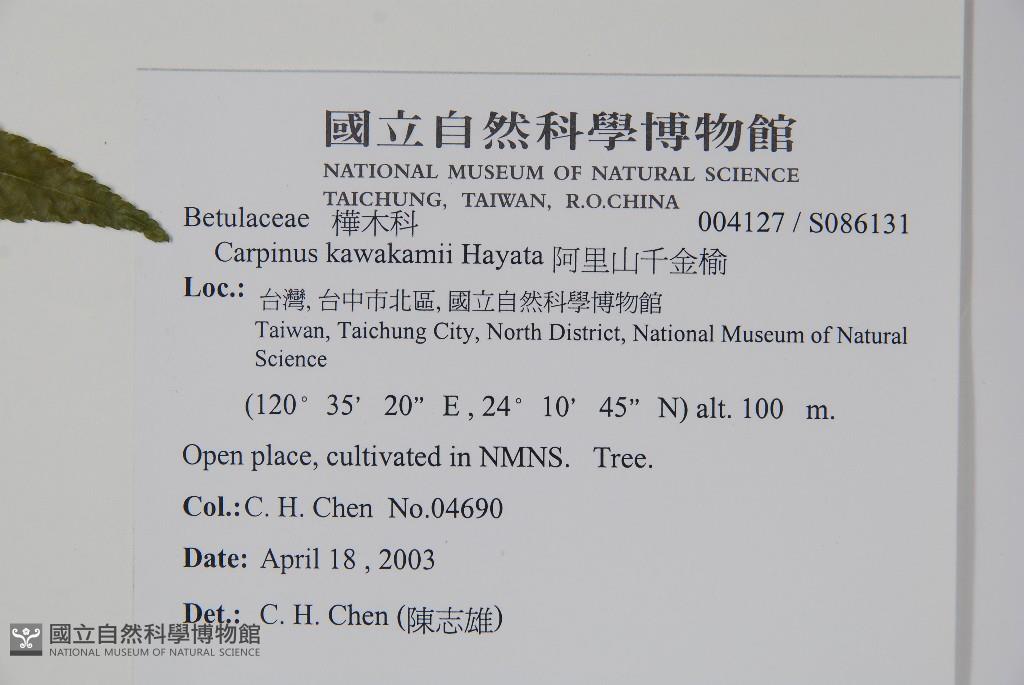 國立自然科學博物館
NATIONAL MUSEUM OF NATURAL SCIENCE
TAICHUNG, TAIWAN, R.O.CHINA
Betulaceae 樺木科 004127 / S086131
Carpinus kawakamii Hayata 阿里山千金榆
Loc.: 台灣, 台中市北區, 國立自然科學博物館
Taiwan, Taichung City, North District, National Museum of Natural
Science
(120° 35’ 20” E , 24° 10’ 45” N) alt. 100 m.
Open place, cultivated in NMNS. Tree.
Col.: C. H. Chen No.04690
Date: April 18 , 2003
Det.: C. H. Chen (陳志雄)
國立自然科學博物館
NATIONAL MUSEUM OF NATURAL SCIENCE